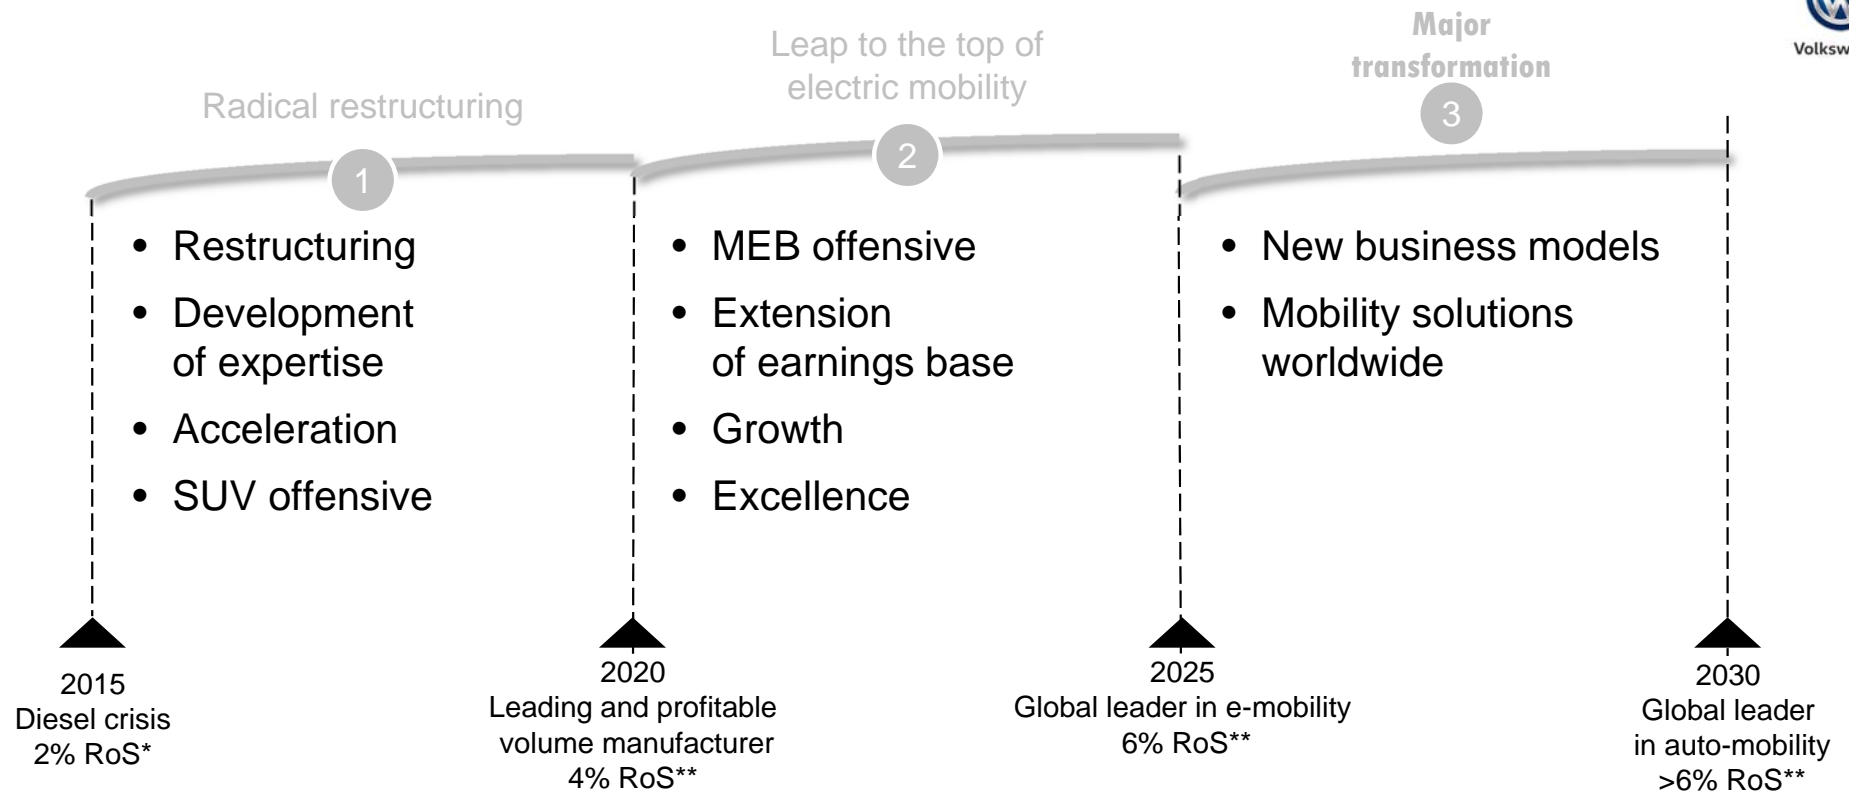 Radical restructuring
1
• Restructuring
• Development
of expertise
• Acceleration
• SUV offensive
Leap to the top of
electric mobility
2
• MEB offensive
• Extension
of earnings base
• Growth
• Excellence
Major
transformation
3
• New business models
• Mobility solutions
worldwide
Volksw
2015
Diesel crisis
2% RoS*
2020
Leading and profitable
volume manufacturer
4% RoS**
2025
Global leader in e-mobility
6% RoS**
2030
Global leader
in auto-mobility
>6% RoS**